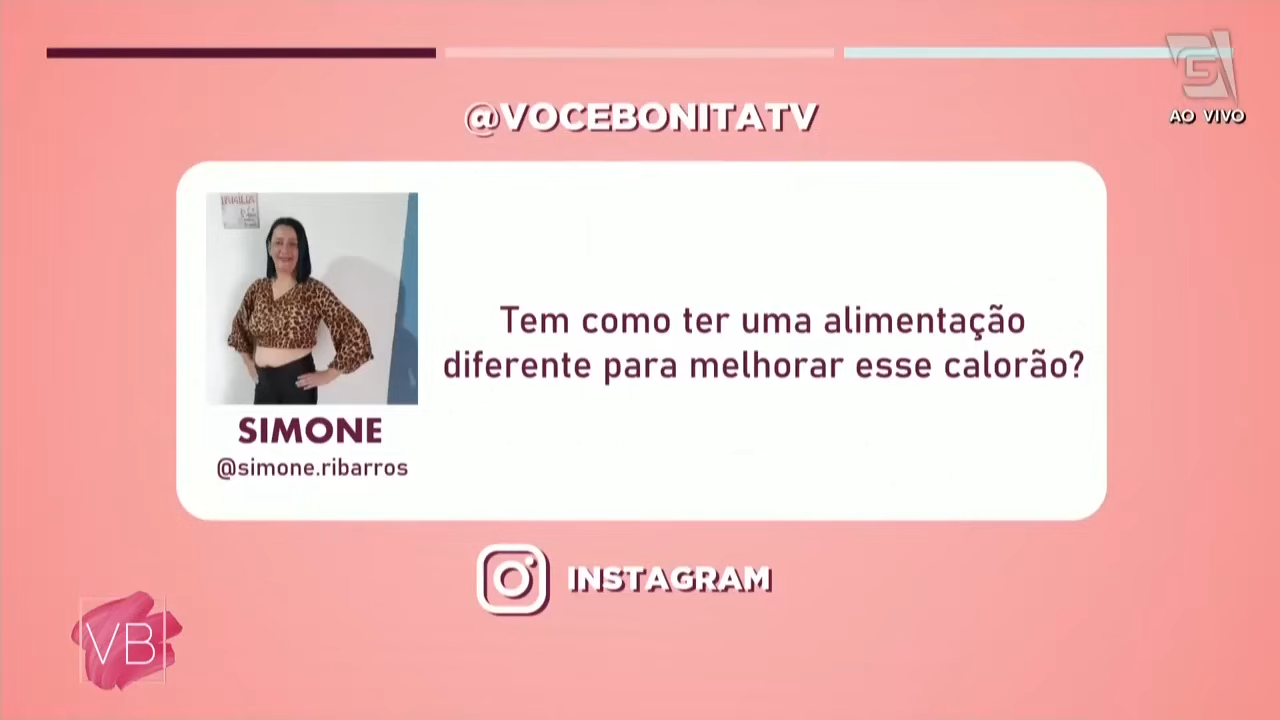 AO VIVO
@VOCEBONITATV
Tem como ter uma alimentação
diferente para melhorar esse calorão?
SIMONE
@simone.ribarros
INSTAGRAM
VB